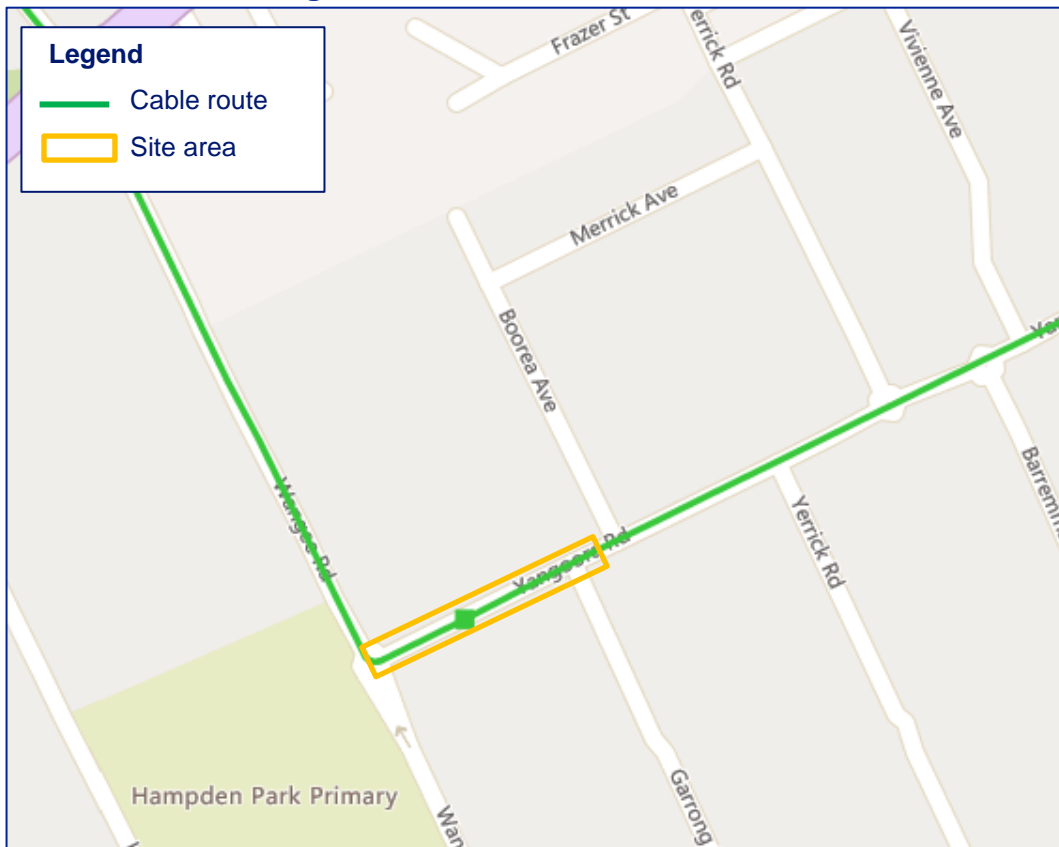 Legend
Cable route
Site area
Frazer St
errick Rd
Vivienne Ave
Merrick Ave
Boorea Ave
Yangoora Rd
Wangee Rd
Yerrick Rd
Hampden Park Primary
Garrong
Wan